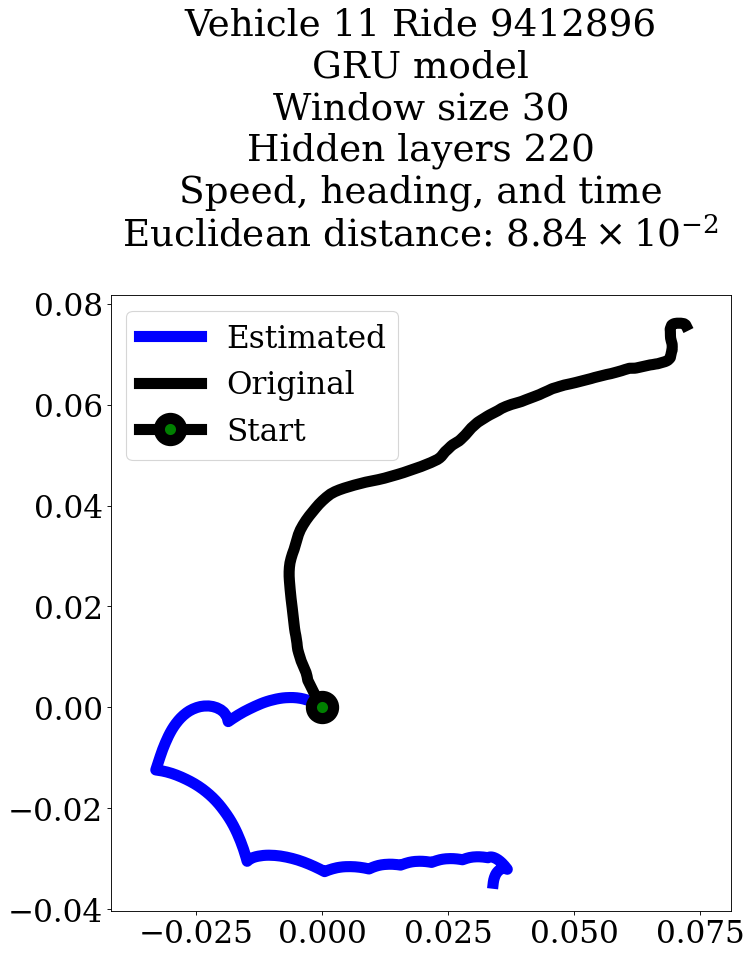 Vehicle 11 Ride 9412896
GRU model
Window size 30
Hidden layers 220
Speed, heading, and time
Euclidean distance: 8.84 × 10⁻²
Estimated
Original
Start
0.08
0.06
0.04
0.02
0.00
−0.02
−0.04
−0.025 0.000 0.025 0.050 0.075